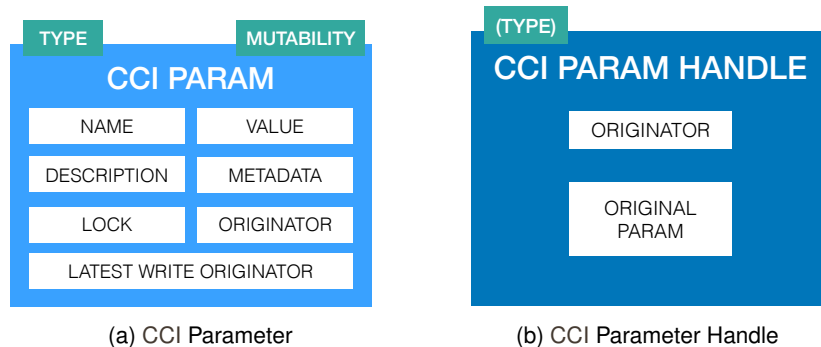 TYPE
MUTABILITY
CCI PARAM
NAME
VALUE
DESCRIPTION
METADATA
LOCK
ORIGINATOR
LATEST WRITE ORIGINATOR
(a) CCI Parameter
(TYPE)
CCI PARAM HANDLE
ORIGINATOR
ORIGINAL
PARAM
(b) CCI Parameter Handle